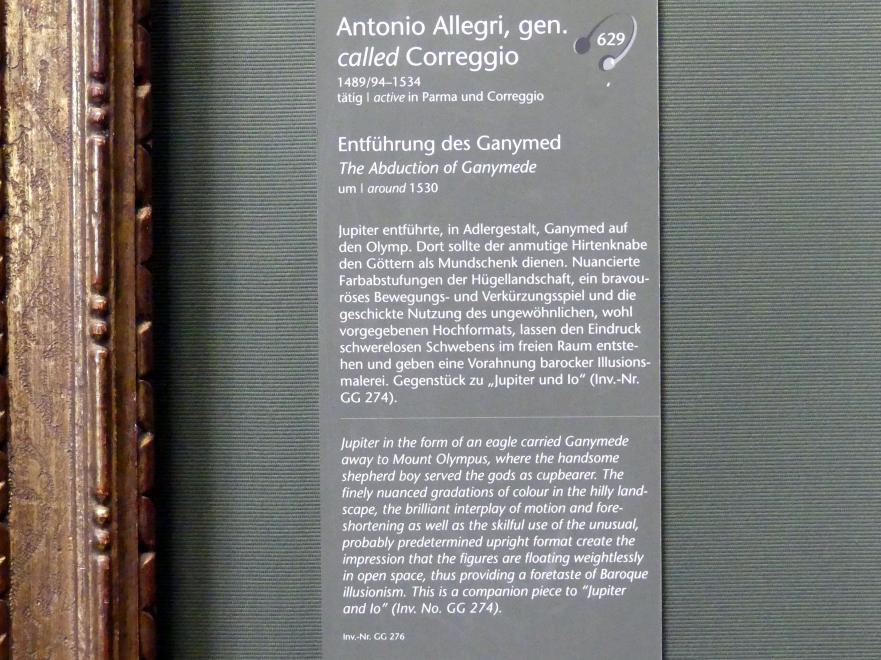 Antonio Allegri, gen.
called Correggio
629
1489/94–1534
tätig | active in Parma und Correggio
Entführung des Ganymed
The Abduction of Ganymede
um | around 1530
Jupiter entführte, in Adlergestalt, Ganymed auf
den Olymp. Dort sollte der anmutige Hirtenknabe
den Göttern als Mundschenk dienen. Nuancierte
Farbabstufungen der Hügellandschaft, ein bravou-
röses Bewegungs- und Verkürzungsspiel und die
geschickte Nutzung des ungewöhnlichen, wohl
vorgegebenen Hochformats, lassen den Eindruck
schwerelosen Schwebens im freien Raum entste-
hen und geben eine Vorahnung barocker Illusions-
malerei. Gegenstück zu „Jupiter und Io“ (Inv.-Nr.
GG 274).
Jupiter in the form of an eagle carried Ganymede
away to Mount Olympus, where the handsome
shepherd boy served the gods as cupbearer. The
finely nuanced gradations of colour in the hilly land-
scape, the brilliant interplay of motion and fore-
shortening as well as the skilful use of the unusual,
probably predetermined upright format create the
impression that the figures are floating weightlessly
in open space, thus providing a foretaste of Baroque
illusionism. This is a companion piece to “Jupiter
and Io” (Inv. No. GG 274).
Inv.-Nr. GG 276